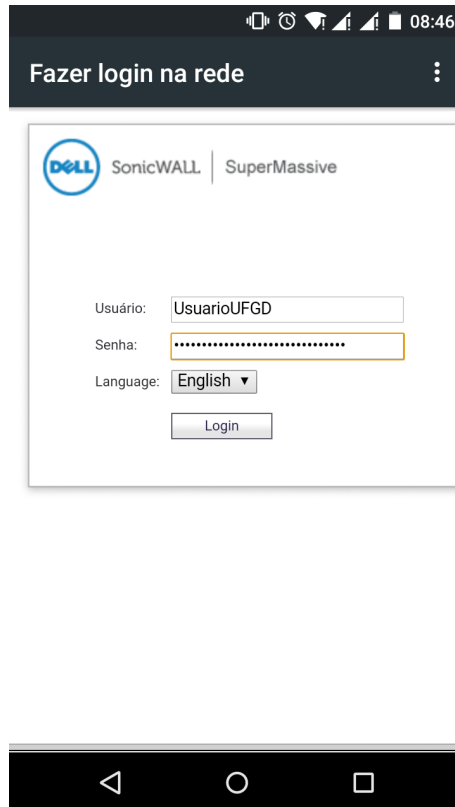 08:46
Fazer login na rede
DELL SonicWALL SuperMassive
Usuário: UsuarioUFGD
Senha: •••••••••••••••••••••••••••••••
Language: English ▼
Login